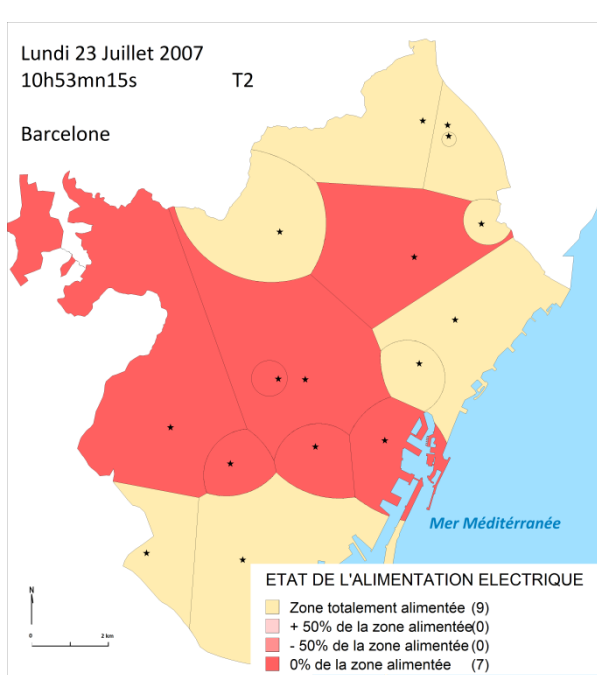 Lundi 23 Juillet 2007
10h53mn15s T2
Barcelone
Mer Méditérranée
ETAT DE L'ALIMENTATION ELECTRIQUE
Zone totalement alimentée (9)
+ 50% de la zone alimentée(0)
- 50% de la zone alimentée (0)
0% de la zone alimentée (7)
N
0 2 km